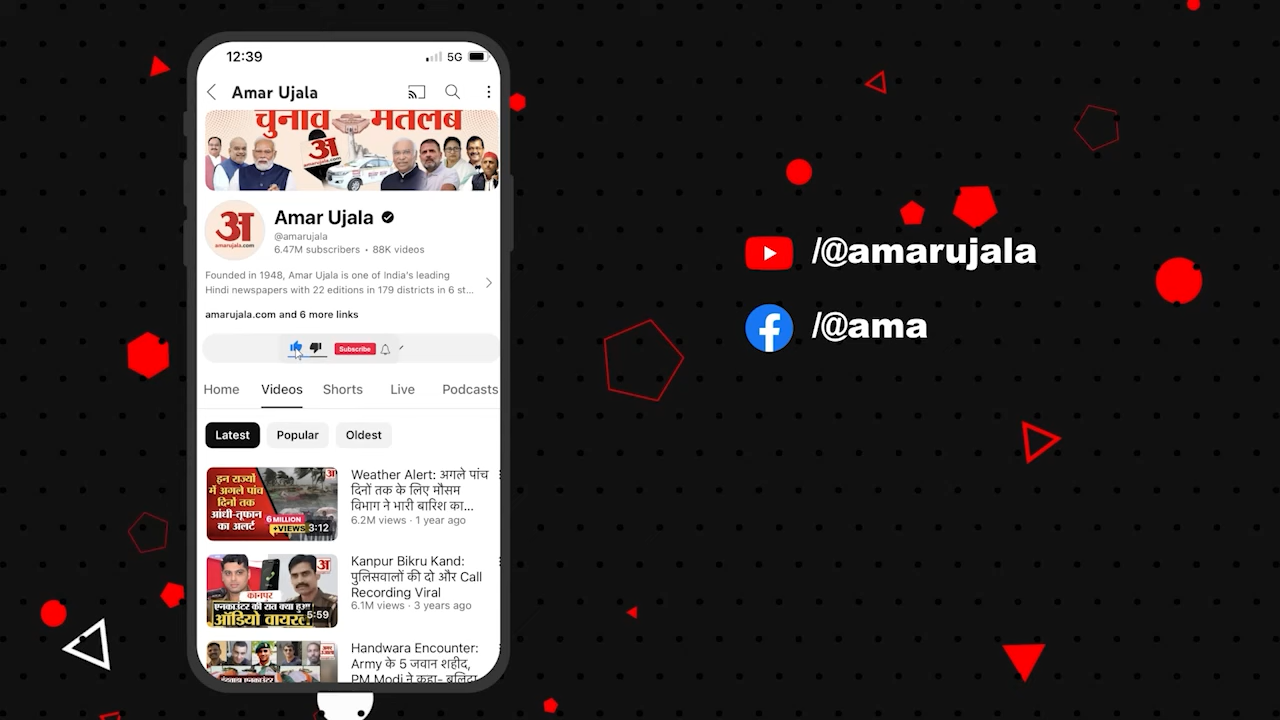 12:39
5G
Amar Ujala
चुनाव मतलब
अ
amarujala.com
अ
amarujala.com
Amar Ujala
@amarujala
6.47M subscribers • 88K videos
Founded in 1948, Amar Ujala is one of India's leading
Hindi newspapers with 22 editions in 179 districts in 6 st...
amarujala.com and 6 more links
Subscribe
Home Videos Shorts Live Podcasts
Latest Popular Oldest
इन राज्यों
में अगले पांच
दिनों तक
आंधी-तूफान
का अलर्ट
अ
6 MILLION
+VIEWS
3:12
Weather Alert: अगले पांच
दिनों तक के लिए मौसम
विभाग ने भारी बारिश का...
6.2M views · 1 year ago
अ
कानपुर
एनकाउंटर की रात क्या हुआ
ऑडियो वायरल
5:59
Kanpur Bikru Kand:
पुलिसवालों की दो और Call
Recording Viral
6.1M views · 3 years ago
Handwara Encounter:
Army के 5 जवान शहीद,
PM Modi ने कहा- बलिदा
/@amarujala
/@ama